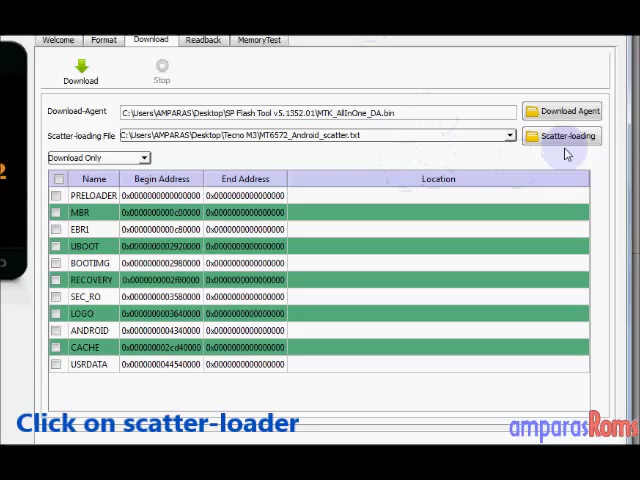 Welcome Format Download Readback MemoryTest
Download Stop
Download-Agent C:\Users\AMPARAS\Desktop\SP Flash Tool v5.1352.01\MTK_AllInOne_DA.bin Download Agent
Scatter-loading File C:\Users\AMPARAS\Desktop\Tecno M3\MT6572_Android_scatter.txt Scatter-loading
Download Only
Name Begin Address End Address Location
PRELOADER 0x0000000000000000 0x0000000000000000
MBR 0x0000000000c00000 0x0000000000000000
EBR1 0x0000000000c80000 0x0000000000000000
UBOOT 0x0000000002920000 0x0000000000000000
BOOTIMG 0x0000000002980000 0x0000000000000000
RECOVERY 0x0000000002f80000 0x0000000000000000
SEC_RO 0x0000000003580000 0x0000000000000000
LOGO 0x0000000003640000 0x0000000000000000
ANDROID 0x0000000004340000 0x0000000000000000
CACHE 0x000000002cd40000 0x0000000000000000
USRDATA 0x0000000044540000 0x0000000000000000
Click on scatter-loader
amparasRoms